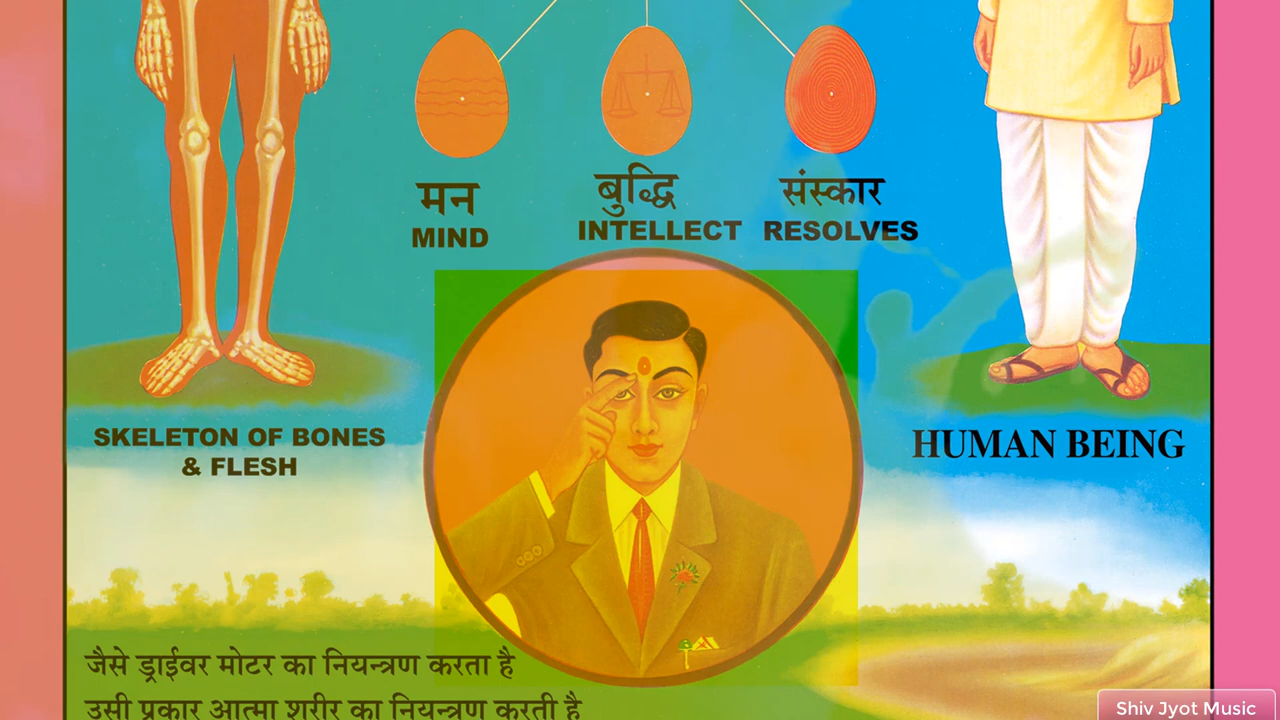 मन
MIND
बुद्धि
INTELLECT
संस्कार
RESOLVES
SKELETON OF BONES
& FLESH
HUMAN BEING
जैसे ड्राईवर मोटर का नियन्त्रण करता है
उसी प्रकार आत्मा शरीर का नियन्त्रण करती है
Shiv Jyot Music